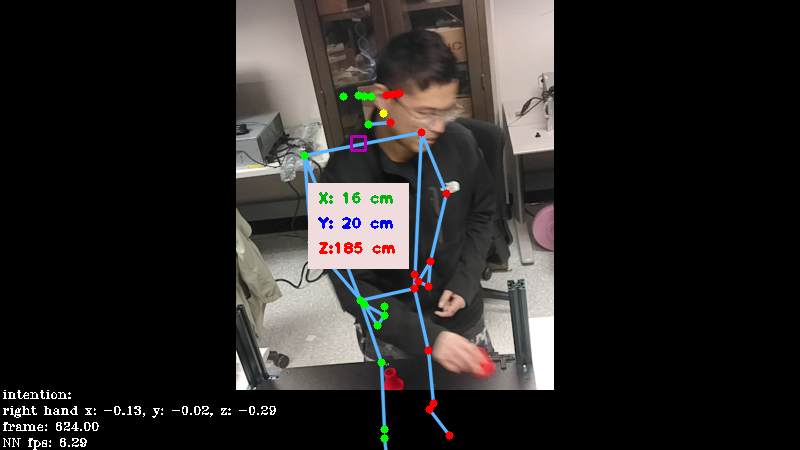 X: 16 cm
Y: 20 cm
Z:185 cm
intention:
right hand x: -0.13, y: -0.02, z: -0.29
frame: 624.00
NN fps: 6.29